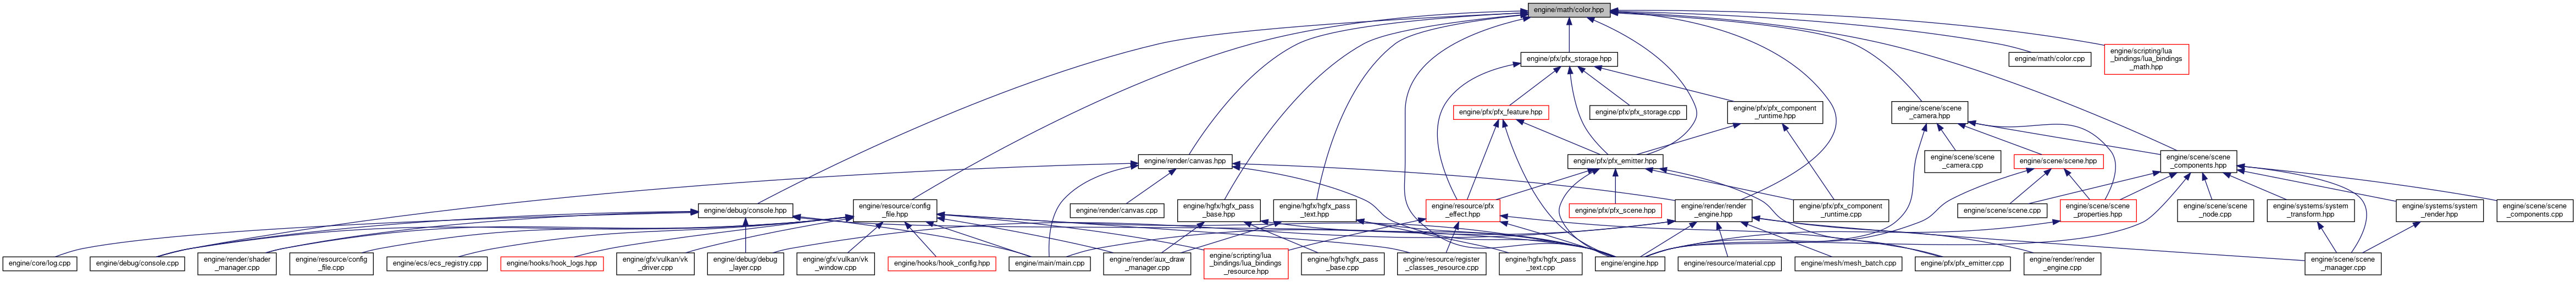 engine/math/color.hpp
engine/pfx/pfx_storage.hpp
engine/math/color.cpp
engine/scripting/lua
_bindings/lua_bindings
_math.hpp
engine/pfx/pfx_feature.hpp
engine/pfx/pfx_storage.cpp
engine/pfx/pfx_component
_runtime.hpp
engine/scene/scene
_camera.hpp
engine/render/canvas.hpp
engine/pfx/pfx_emitter.hpp
engine/scene/scene
_camera.cpp
engine/scene/scene.hpp
engine/scene/scene
_components.hpp
engine/debug/console.hpp
engine/resource/config
_file.hpp
engine/render/canvas.cpp
engine/hgfx/hgfx_pass
_base.hpp
engine/hgfx/hgfx_pass
_text.hpp
engine/resource/pfx
_effect.hpp
engine/pfx/pfx_scene.hpp
engine/render/render
_engine.hpp
engine/pfx/pfx_component
_runtime.cpp
engine/scene/scene.cpp
engine/scene/scene
_properties.hpp
engine/scene/scene
_node.cpp
engine/systems/system
_transform.hpp
engine/systems/system
_render.hpp
engine/scene/scene
_components.cpp
engine/core/log.cpp
engine/debug/console.cpp
engine/render/shader
_manager.cpp
engine/resource/config
_file.cpp
engine/ecs/ecs_registry.cpp
engine/hooks/hook_logs.hpp
engine/gfx/vulkan/vk
_driver.cpp
engine/debug/debug
_layer.cpp
engine/gfx/vulkan/vk
_window.cpp
engine/hooks/hook_config.hpp
engine/main/main.cpp
engine/render/aux_draw
_manager.cpp
engine/scripting/lua
_bindings/lua_bindings
_resource.hpp
engine/hgfx/hgfx_pass
_base.cpp
engine/resource/register
_classes_resource.cpp
engine/hgfx/hgfx_pass
_text.cpp
engine/engine.hpp
engine/resource/material.cpp
engine/mesh/mesh_batch.cpp
engine/pfx/pfx_emitter.cpp
engine/render/render
_engine.cpp
engine/scene/scene
_manager.cpp